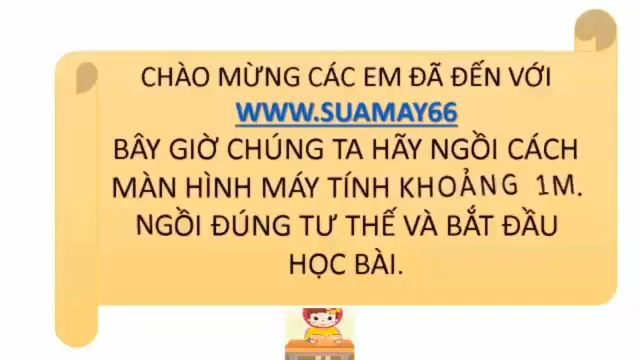 CHÀO MỪNG CÁC EM ĐÃ ĐẾN VỚI
WWW.SUAMAY66
BÂY GIỜ CHÚNG TA HÃY NGỒI CÁCH
MÀN HÌNH MÁY TÍNH KHOẢNG 1M.
NGỒI ĐÚNG TƯ THẾ VÀ BẮT ĐẦU
HỌC BÀI.